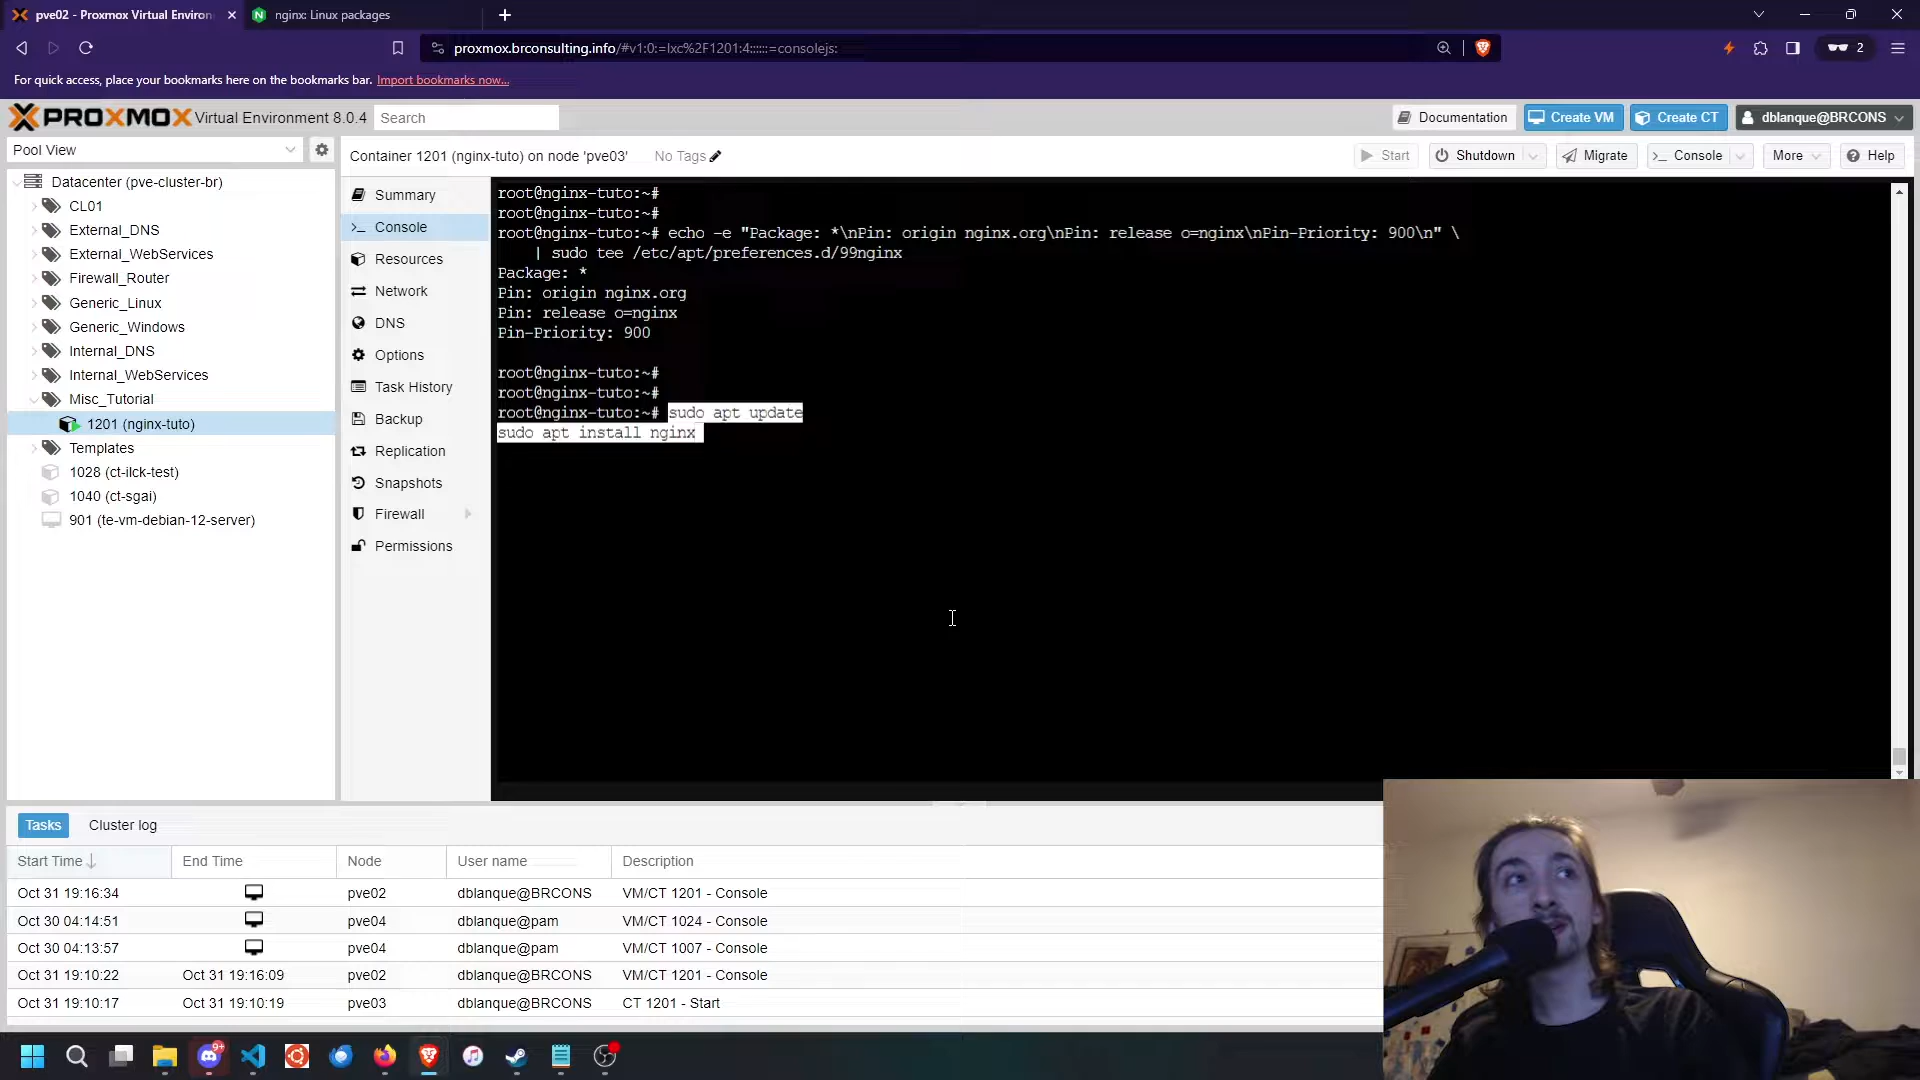 pve02 - Proxmox Virtual Environ
nginx: Linux packages
proxmox.brconsulting.info/#v1:0:=lxc%2F1201:4::::::=consolejs:
2
For quick access, place your bookmarks here on the bookmarks bar. Import bookmarks now...
PROXMOX Virtual Environment 8.0.4
Search
Documentation
Create VM
Create CT
dblanque@BRCONS
Pool View
Container 1201 (nginx-tuto) on node 'pve03'
No Tags
Start
Shutdown
Migrate
Console
More
Help
Datacenter (pve-cluster-br)
CL01
External_DNS
External_WebServices
Firewall_Router
Generic_Linux
Generic_Windows
Internal_DNS
Internal_WebServices
Misc_Tutorial
1201 (nginx-tuto)
Templates
1028 (ct-ilck-test)
1040 (ct-sgai)
901 (te-vm-debian-12-server)
Summary
Console
Resources
Network
DNS
Options
Task History
Backup
Replication
Snapshots
Firewall
Permissions
root@nginx-tuto:~#
root@nginx-tuto:~#
root@nginx-tuto:~# echo -e "Package: *\nPin: origin nginx.org\nPin: release o=nginx\nPin-Priority: 900\n" \
| sudo tee /etc/apt/preferences.d/99nginx
Package: *
Pin: origin nginx.org
Pin: release o=nginx
Pin-Priority: 900
root@nginx-tuto:~#
root@nginx-tuto:~#
root@nginx-tuto:~# sudo apt update
sudo apt install nginx
Tasks
Cluster log
Start Time
End Time
Node
User name
Description
Oct 31 19:16:34
pve02
dblanque@BRCONS
VM/CT 1201 - Console
Oct 30 04:14:51
pve04
dblanque@pam
VM/CT 1024 - Console
Oct 30 04:13:57
pve04
dblanque@pam
VM/CT 1007 - Console
Oct 31 19:10:22
Oct 31 19:16:09
pve02
dblanque@BRCONS
VM/CT 1201 - Console
Oct 31 19:10:17
Oct 31 19:10:19
pve03
dblanque@BRCONS
CT 1201 - Start
9+